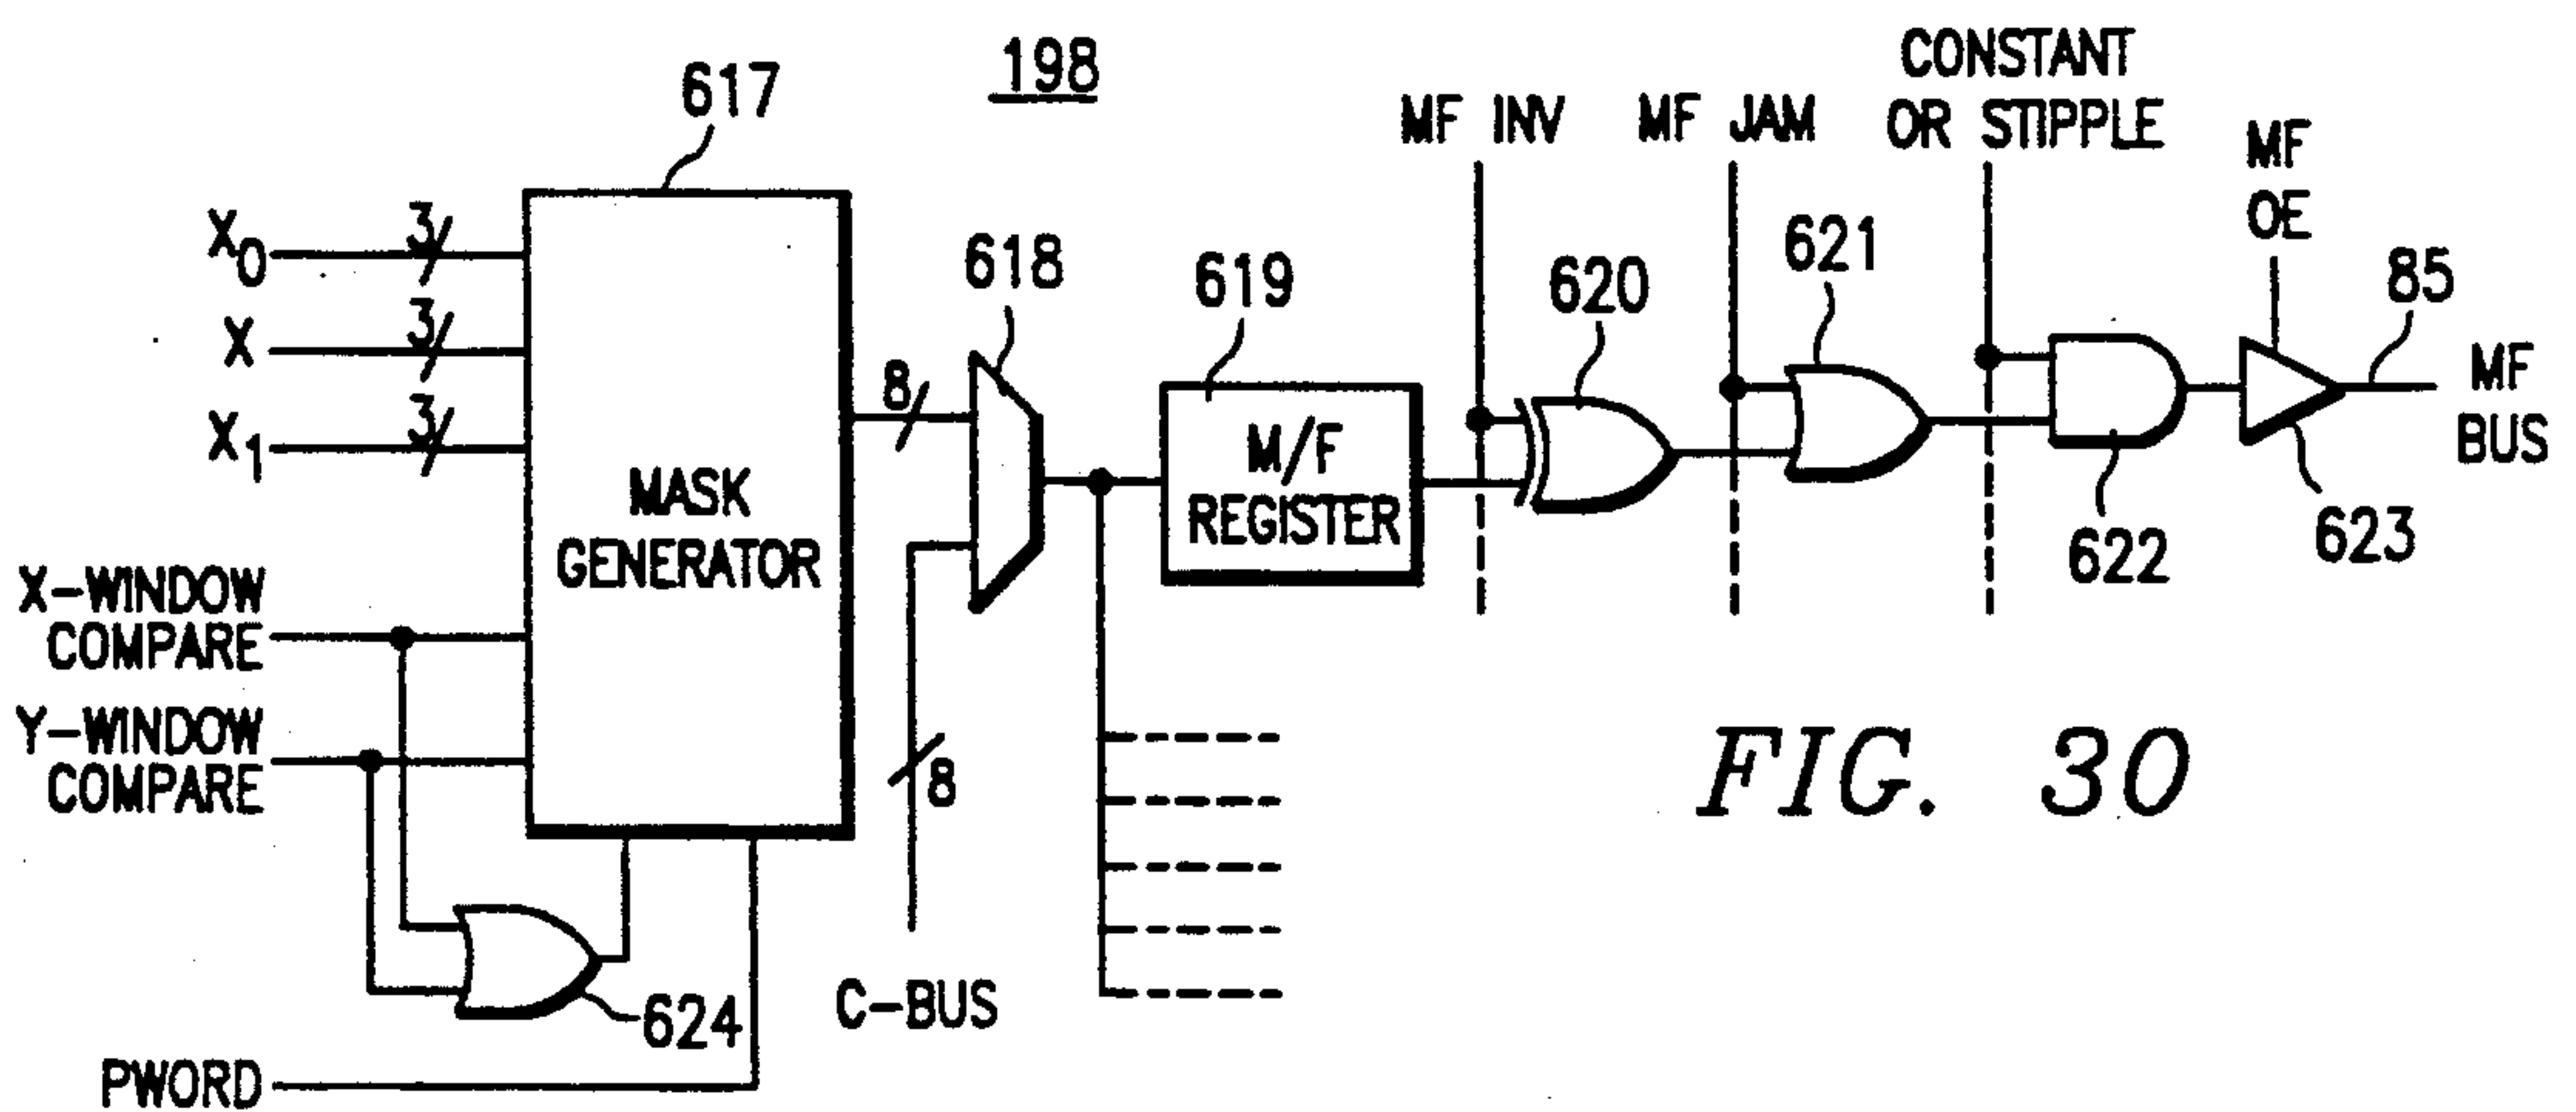 198
617
X0
3
X
3
X1
3
X-WINDOW
COMPARE
Y-WINDOW
COMPARE
PWORD
624
MASK
GENERATOR
8
618
8
C-BUS
619
M/F
REGISTER
MF INV
620
MF JAM
621
CONSTANT
OR STIPPLE
622
MF
OE
623
85
MF
BUS
FIG. 30